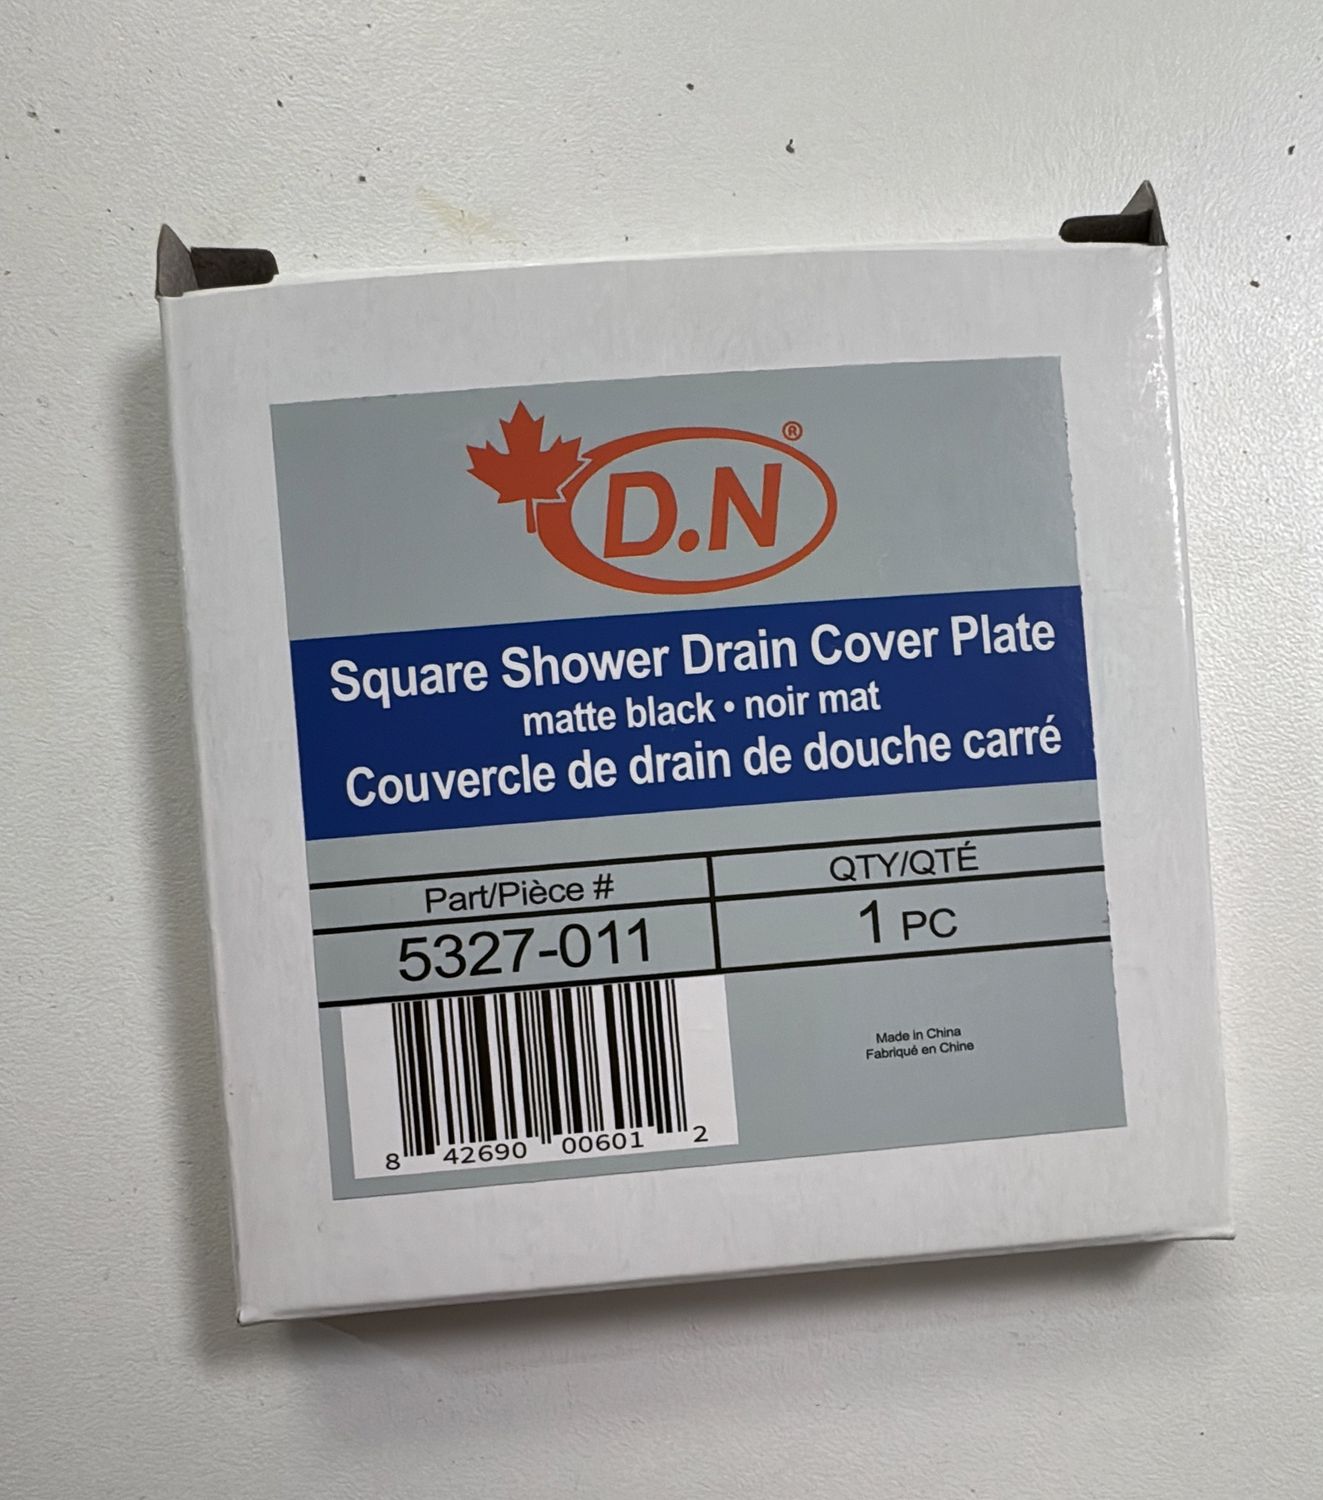 D.N®
Square Shower Drain Cover Plate
matte black • noir mat
Couvercle de drain de douche carré
Part/Pièce #
QTY/QTÉ
5327-011
1 PC
Made in China
Fabriqué en Chine
8 42690 00601 2